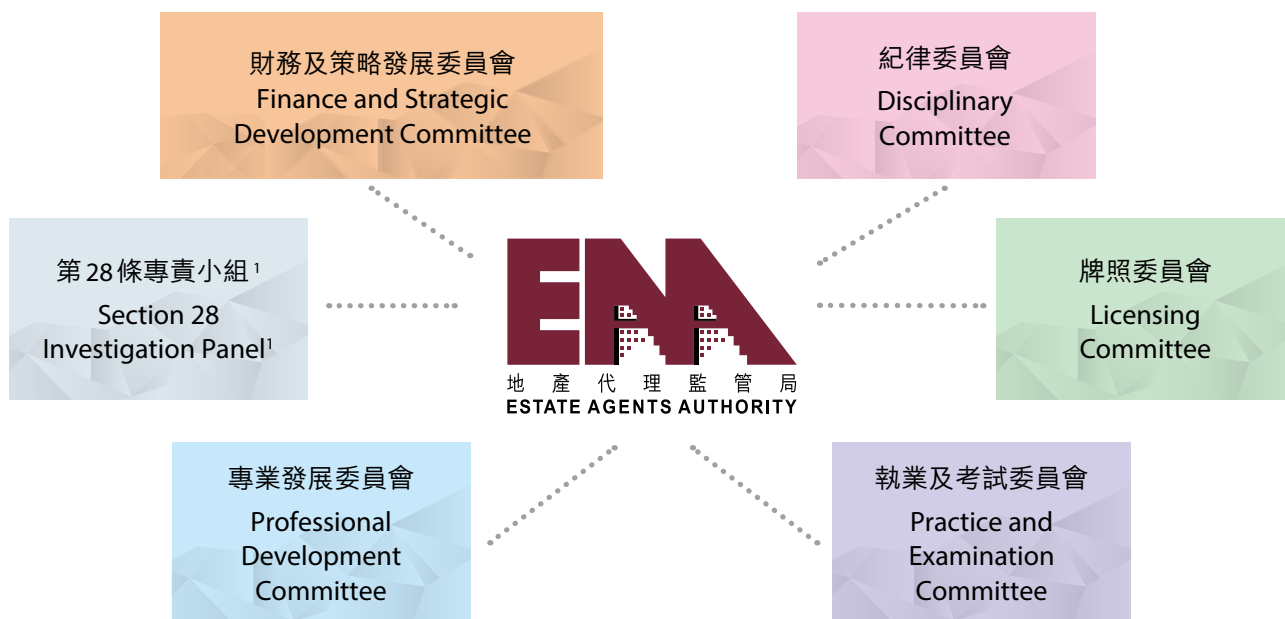 財務及策略發展委員會
Finance and Strategic
Development Committee
紀律委員會
Disciplinary
Committee
第28條專責小組¹
Section 28
Investigation Panel¹
EAA
地產代理監管局
ESTATE AGENTS AUTHORITY
牌照委員會
Licensing
Committee
專業發展委員會
Professional
Development
Committee
執業及考試委員會
Practice and
Examination
Committee